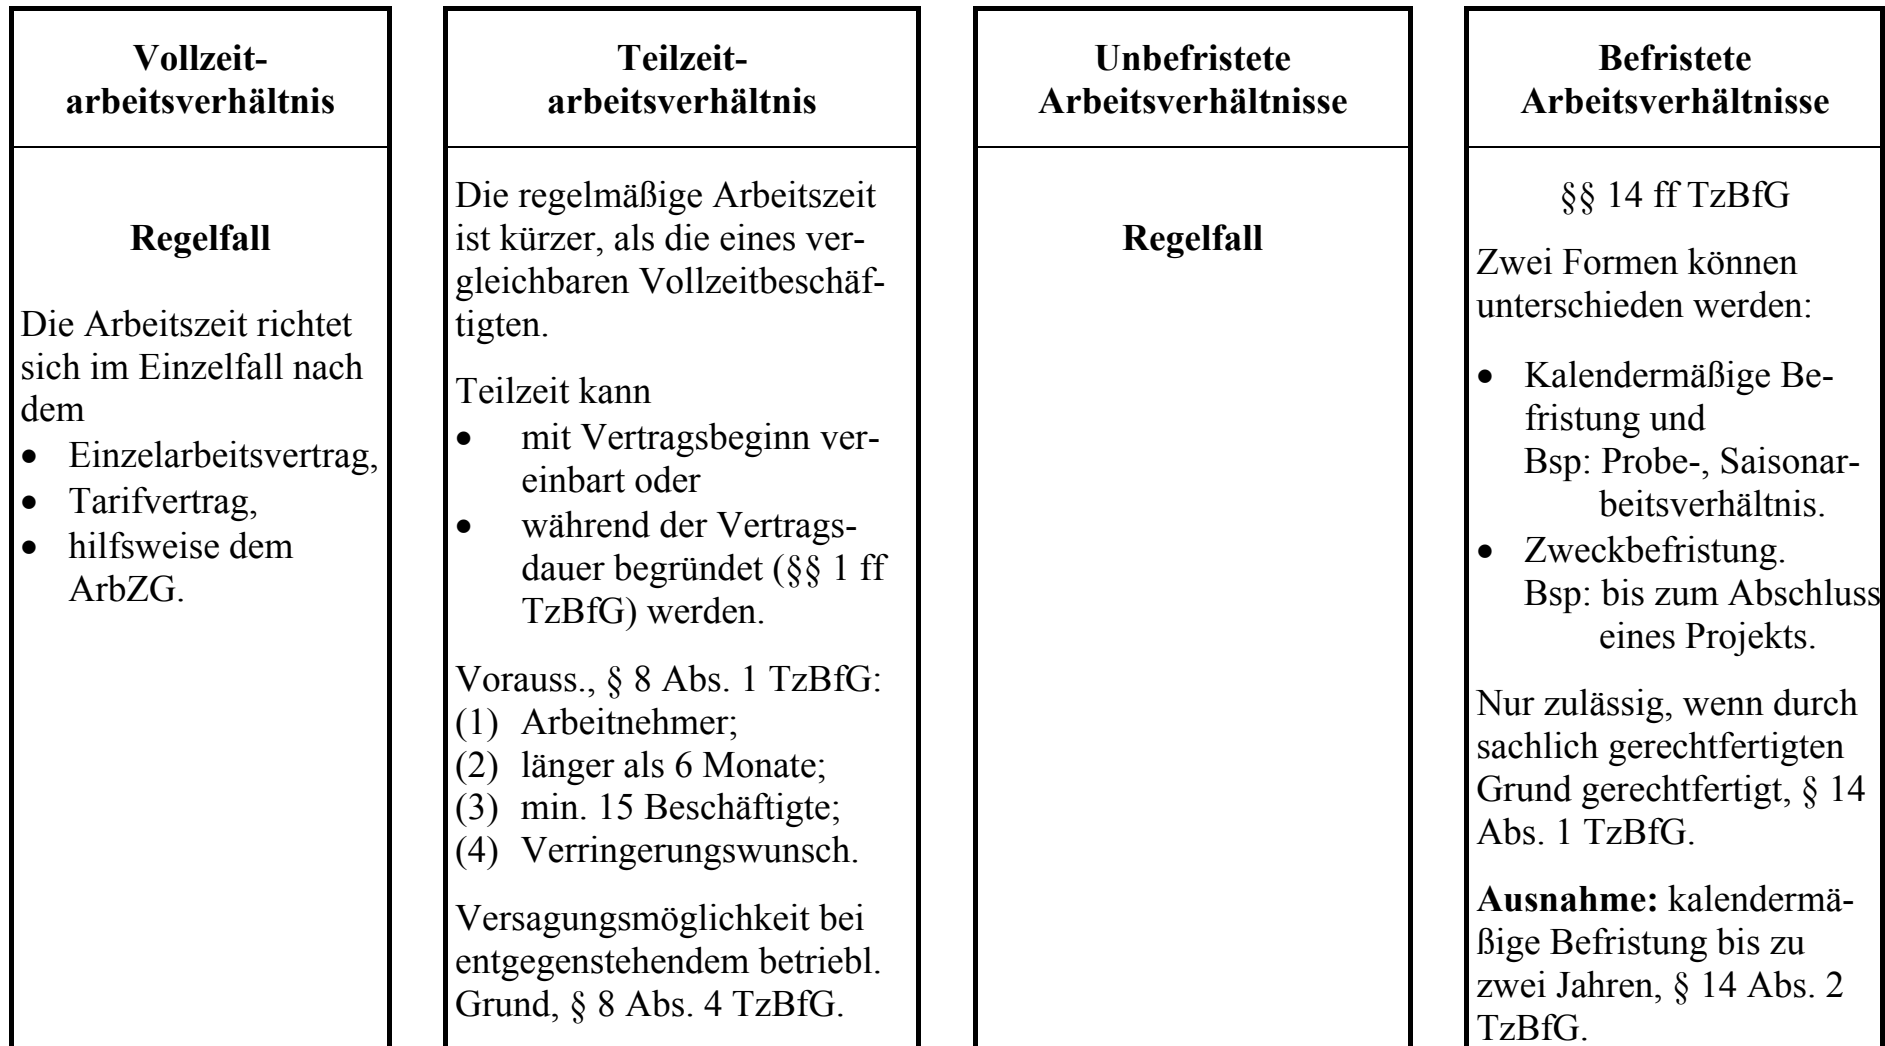 Vollzeit-
arbeitsverhältnis
Regelfall
Die Arbeitszeit richtet
sich im Einzelfall nach
dem
• Einzelarbeitsvertrag,
• Tarifvertrag,
• hilfsweise dem
ArbZG.
Teilzeit-
arbeitsverhältnis
Die regelmäßige Arbeitszeit
ist kürzer, als die eines ver-
gleichbaren Vollzeitbeschäf-
tigten.
Teilzeit kann
• mit Vertragsbeginn ver-
einbart oder
• während der Vertrags-
dauer begründet (§§ 1 ff
TzBfG) werden.
Vorauss., § 8 Abs. 1 TzBfG:
(1) Arbeitnehmer;
(2) länger als 6 Monate;
(3) min. 15 Beschäftigte;
(4) Verringerungswunsch.
Versagungsmöglichkeit bei
entgegenstehendem betriebl.
Grund, § 8 Abs. 4 TzBfG.
Unbefristete
Arbeitsverhältnisse
Regelfall
Befristete
Arbeitsverhältnisse
§§ 14 ff TzBfG
Zwei Formen können
unterschieden werden:
• Kalendermäßige Be-
fristung und
Bsp: Probe-, Saisonar-
beitsverhältnis.
• Zweckbefristung.
Bsp: bis zum Abschluss
eines Projekts.
Nur zulässig, wenn durch
sachlich gerechtfertigten
Grund gerechtfertigt, § 14
Abs. 1 TzBfG.
Ausnahme: kalendermä-
ßige Befristung bis zu
zwei Jahren, § 14 Abs. 2
TzBfG.